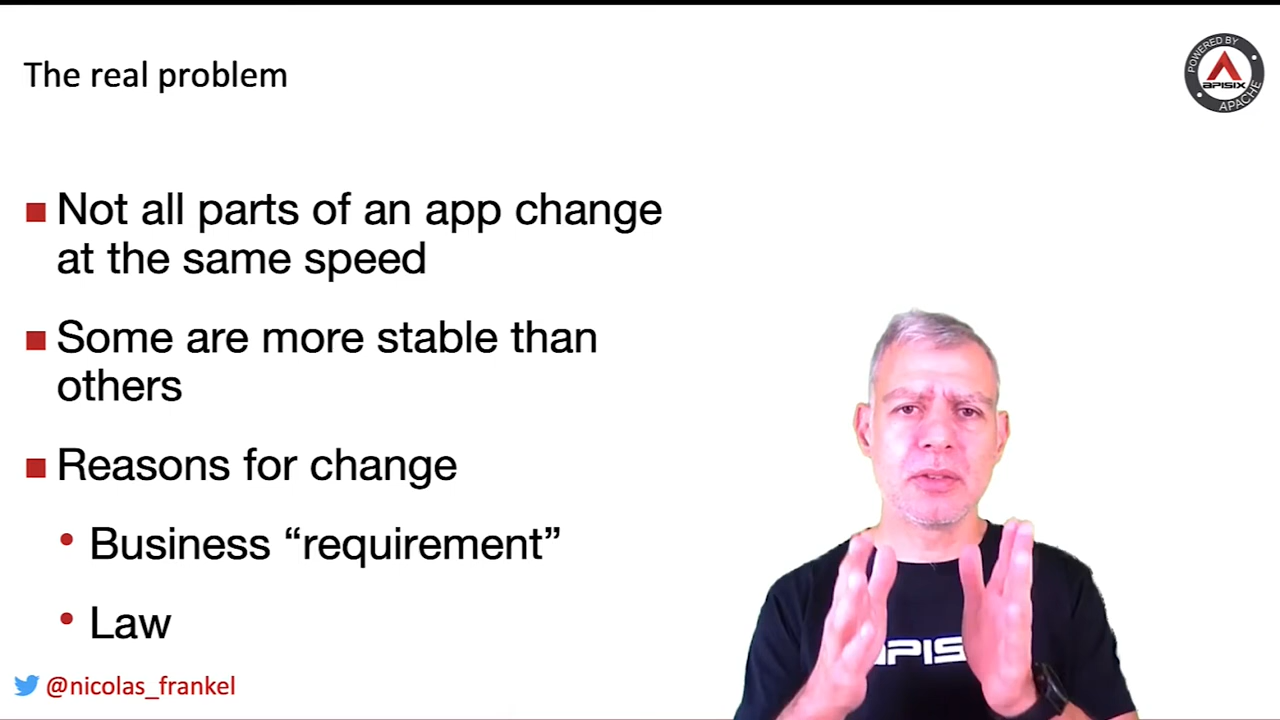 The real problem
POWERED BY
APISIX
APACHE
Not all parts of an app change
at the same speed
Some are more stable than
others
Reasons for change
Business “requirement”
Law
APIS
@nicolas_frankel